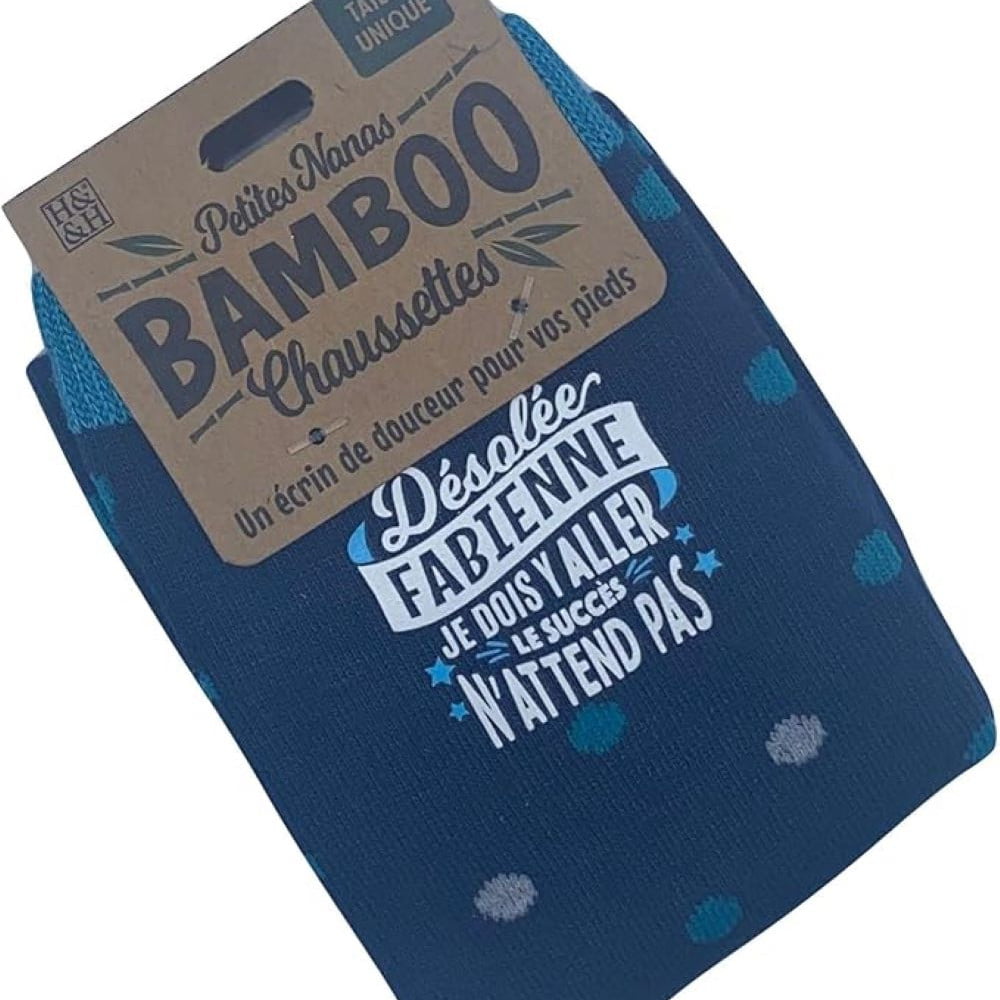 UNIQUE
H&
&H
Petites Nanas
BAMBOO
Chaussettes
Un écrin de douceur pour vos pieds
Désolée
FABIENNE
JE DOIS Y ALLER
LE SUCCÈS
N'ATTEND PAS